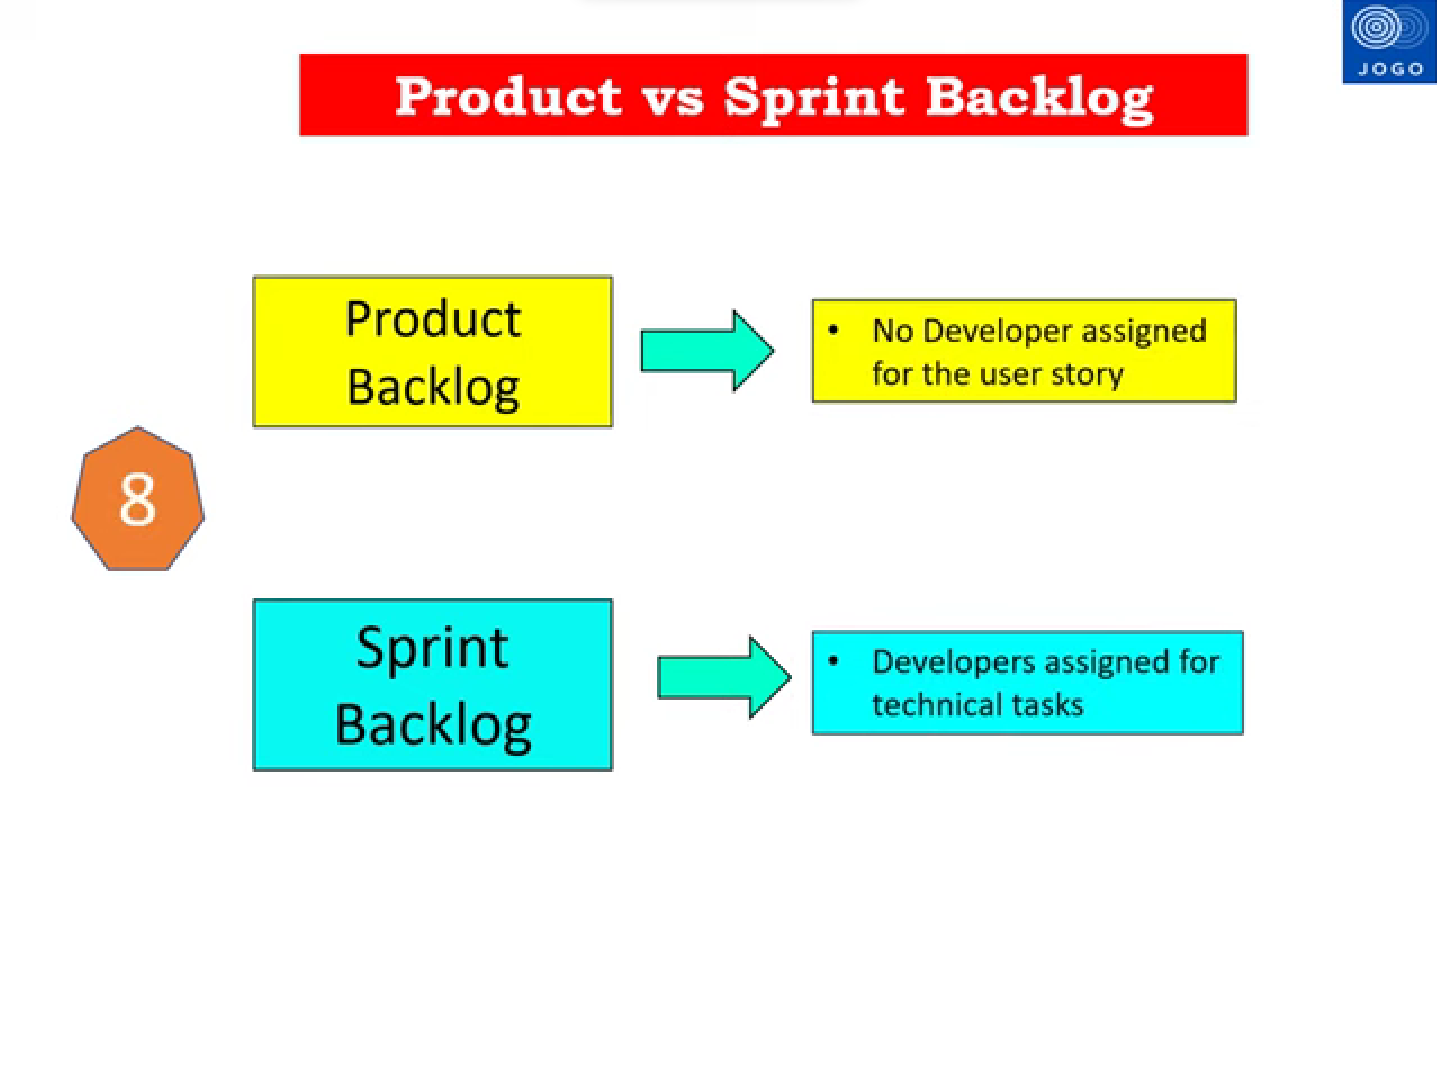 JOGO
Product vs Sprint Backlog
Product
Backlog
• No Developer assigned
for the user story
8
Sprint
Backlog
• Developers assigned for
technical tasks